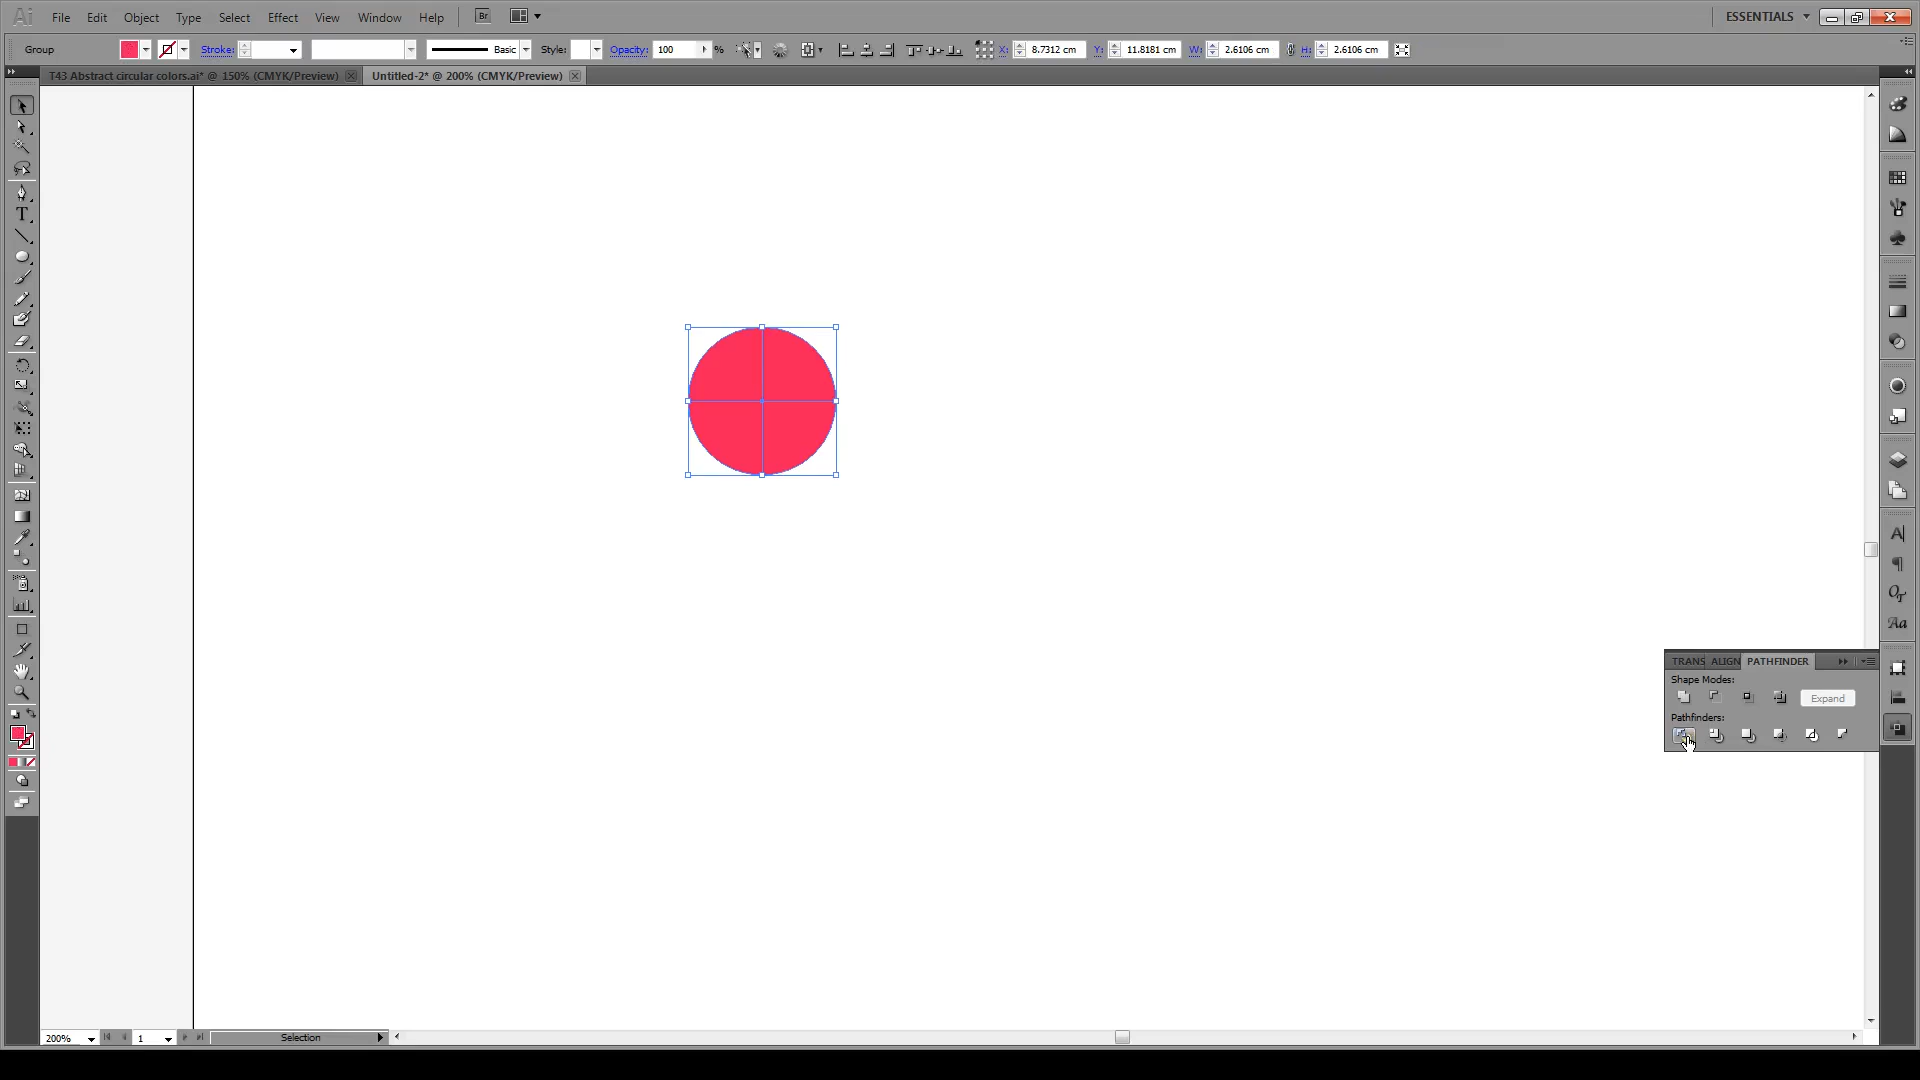 Ai File Edit Object Type Select Effect View Window Help Br ESSENTIALS
Group Stroke: Basic Style: Opacity: 100 % X: 8.7312 cm Y: 11.8181 cm W: 2.6106 cm H: 2.6106 cm
T43 Abstract circular colors.ai* @ 150% (CMYK/Preview) Untitled-2* @ 200% (CMYK/Preview)
TRANS ALIGN PATHFINDER
Shape Modes:
Expand
Pathfinders:
200% 1 Selection